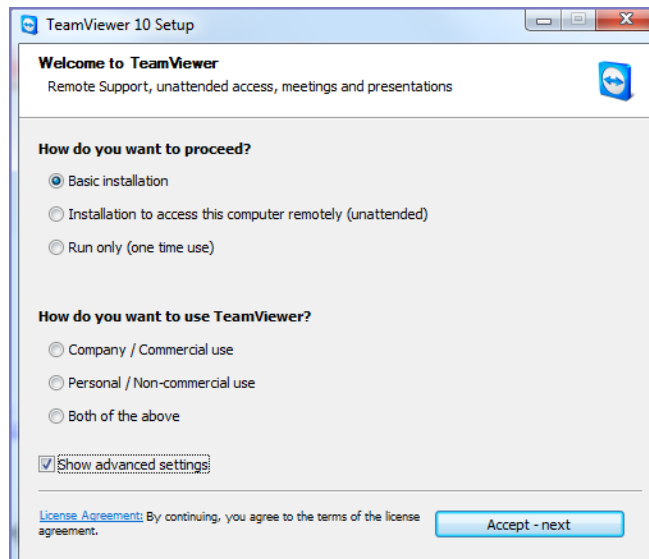 TeamViewer 10 Setup
Welcome to TeamViewer
Remote Support, unattended access, meetings and presentations
How do you want to proceed?
Basic installation
Installation to access this computer remotely (unattended)
Run only (one time use)
How do you want to use TeamViewer?
Company / Commercial use
Personal / Non-commercial use
Both of the above
Show advanced settings
License Agreement: By continuing, you agree to the terms of the license
agreement.
Accept - next